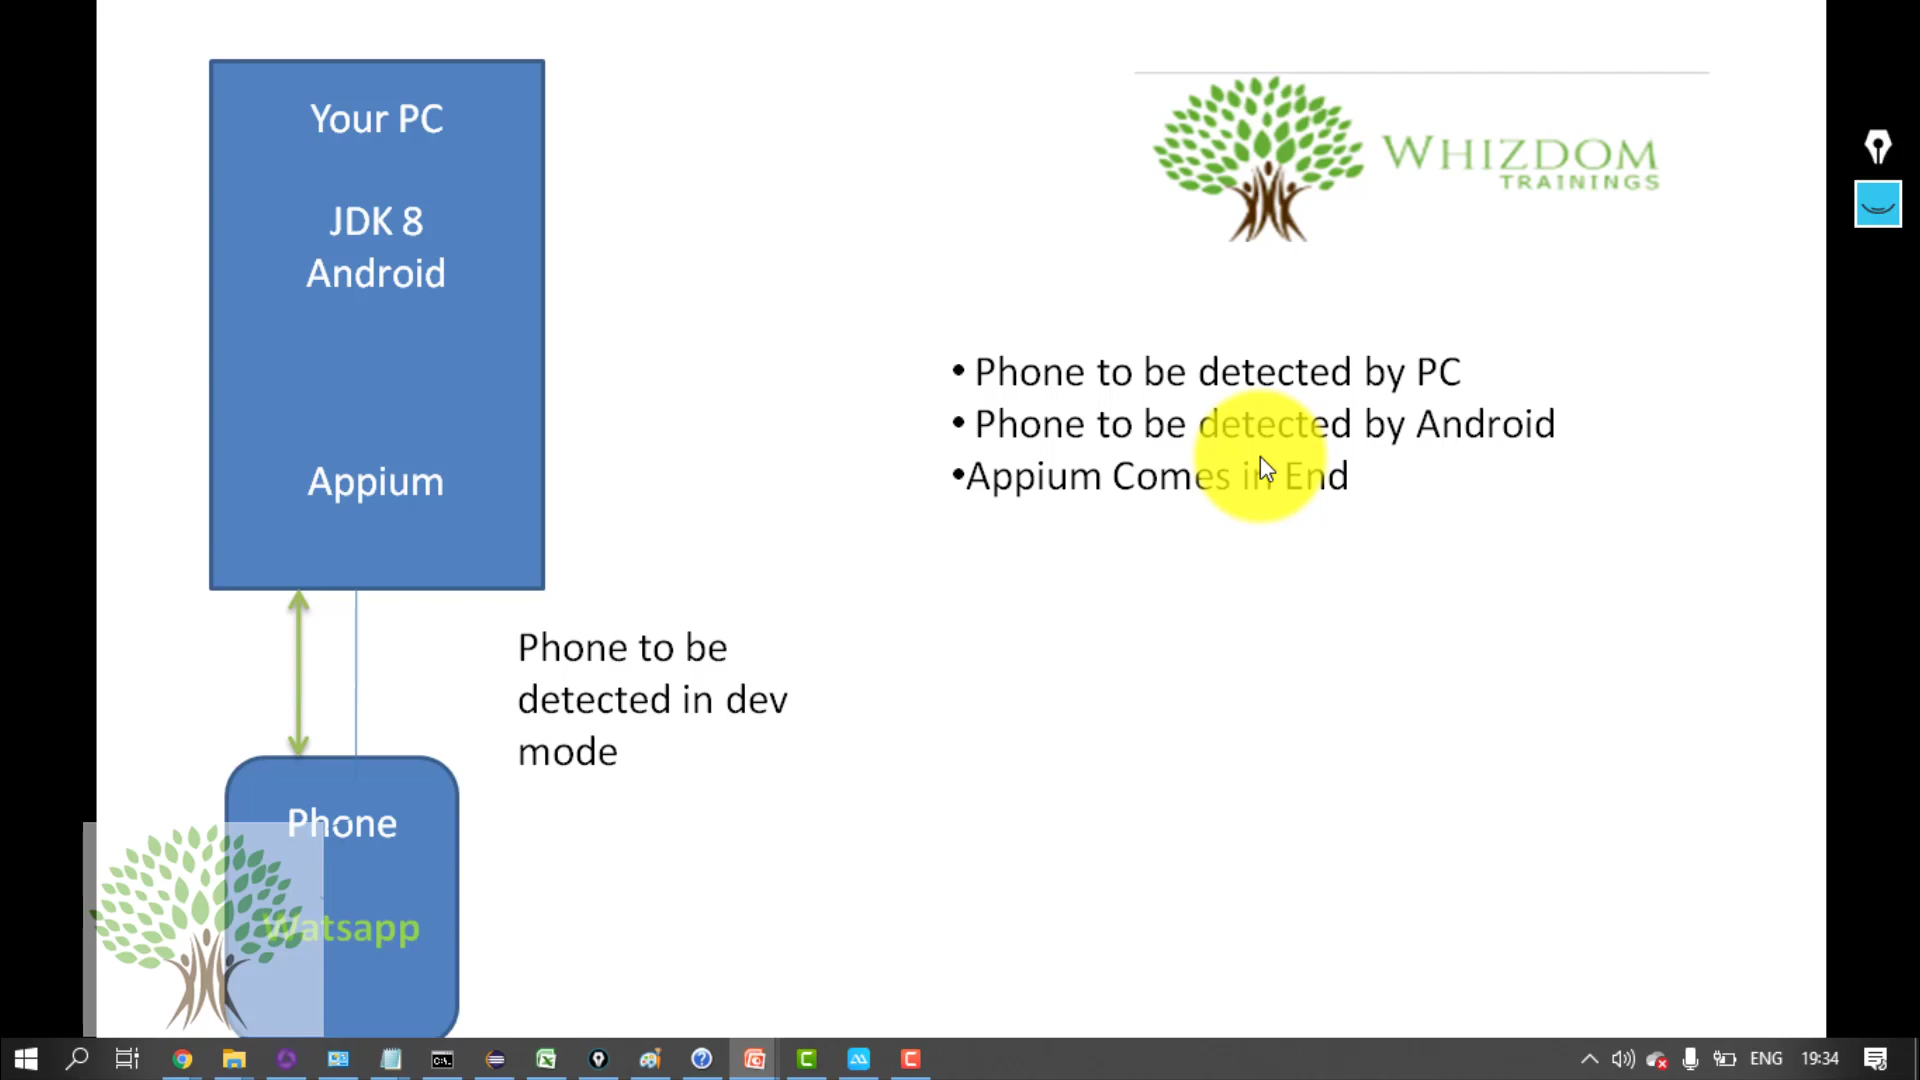 Your PC
JDK 8
Android
Appium
WHIZDOM
TRAININGS
• Phone to be detected by PC
• Phone to be detected by Android
•Appium Comes in End
Phone to be
detected in dev
mode
Phone
Watsapp
ENG 19:34